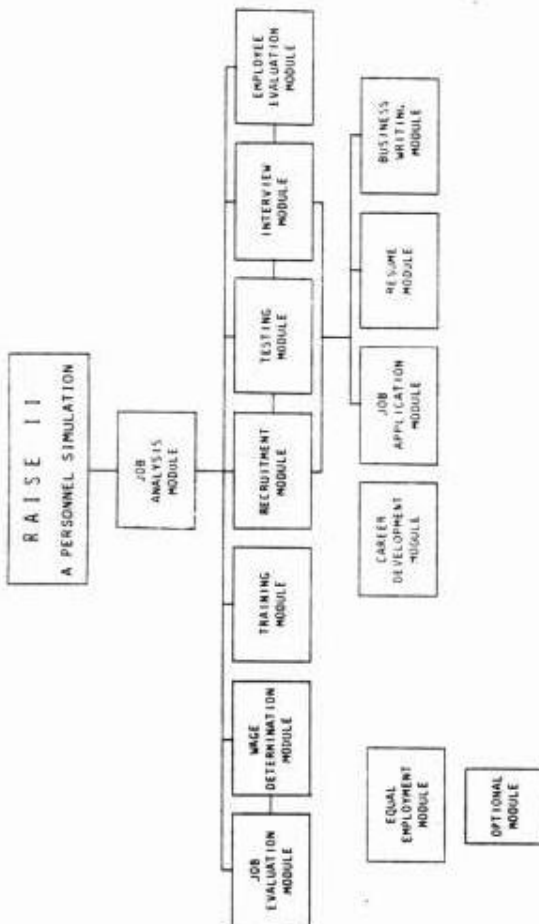 RAISE II
A PERSONNEL SIMULATION
JOB
ANALYSIS
MODULE
JOB
EVALUATION
MODULE
WAGE
DETERMINATION
MODULE
TRAINING
MODULE
RECRUITMENT
MODULE
TESTING
MODULE
INTERVIEW
MODULE
EMPLOYEE
EVALUATION
MODULE
EQUAL
EMPLOYMENT
MODULE
CAREER
DEVELOPMENT
MODULE
JOB
APPLICATION
MODULE
RESUME
MODULE
BUSINESS
WRITING
MODULE
OPTIONAL
MODULE